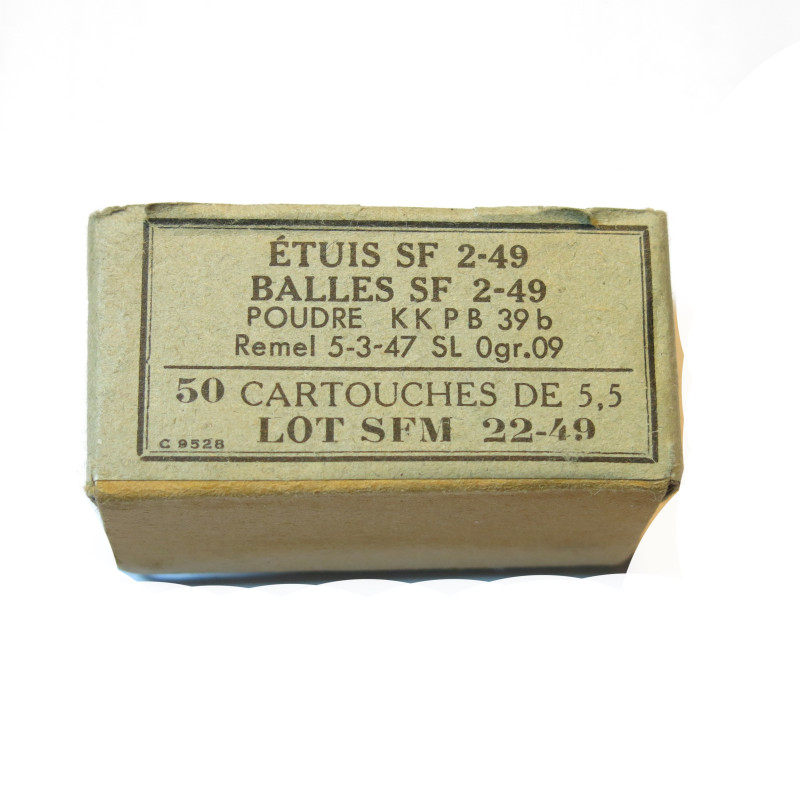 ÉTUIS SF 2-49
BALLES SF 2-49
POUDRE KKPB 39b
Remel 5-3-47 SL 0gr.09
50 CARTOUCHES DE 5,5
LOT SFM 22-49
C 9528